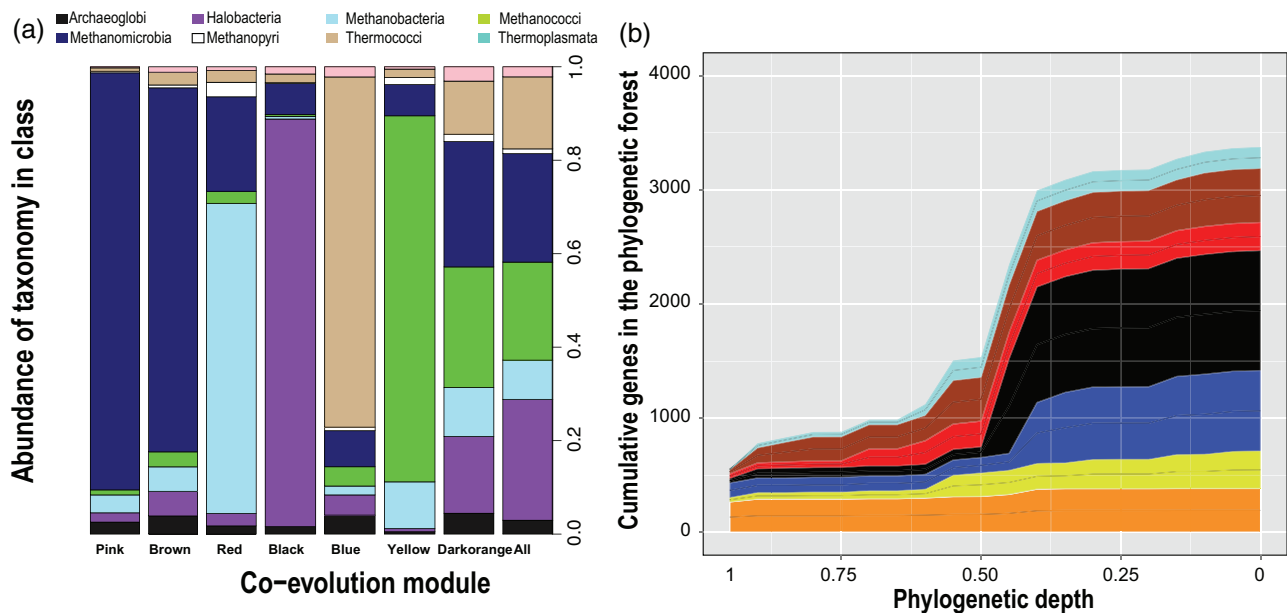 (a)
Archaeoglobi Halobacteria Methanobacteria Methanococci
Methanomicrobia Methanopyri Thermococci Thermoplasmata
Abundance of taxonomy in class
1.0
0.8
0.6
0.4
0.2
0.0
Pink Brown Red Black Blue Yellow Darkorange All
Co−evolution module
(b)
Cumulative genes in the phylogenetic forest
4000
3000
2000
1000
0
1 0.75 0.50 0.25 0
Phylogenetic depth